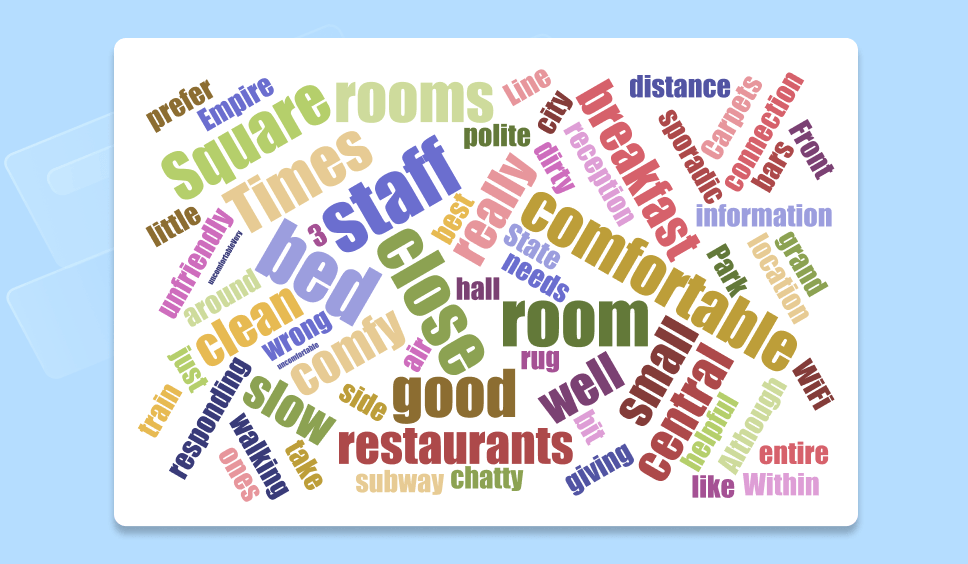 prefer
Empire
Square
rooms
Line
city
distance
Carpets
connection
polite
breakfast
sporadic
bars
Front
Times
staff
really
dirty
reception
information
little
unfriendly
uncomfortableVery
3
best
comfortable
State
needs
bed
close
Park
location
grand
around
clean
wrong
uncomfortable
comfy
hall
room
air
rug
small
central
just
train
responding
slow
side
good
well
WiFi
walking
ones
take
restaurants
bit
helpful
Although
entire
subway
chatty
giving
like
Within